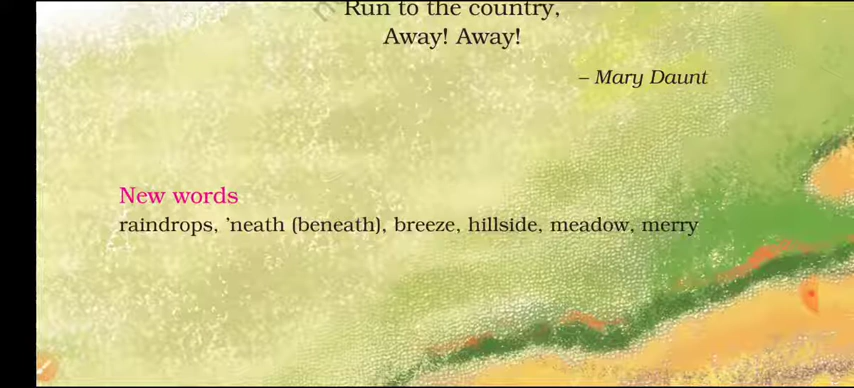 Run to the country,
Away! Away!
– Mary Daunt
New words
raindrops, ’neath (beneath), breeze, hillside, meadow, merry